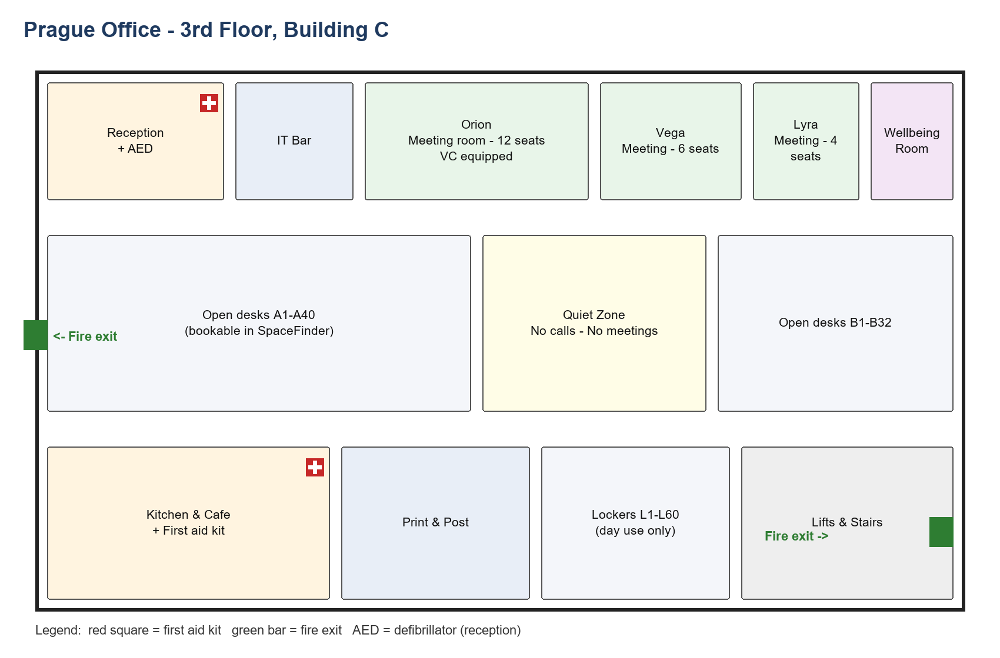 Prague Office - 3rd Floor, Building C
Reception
+ AED
IT Bar
Orion
Meeting room - 12 seats
VC equipped
Vega
Meeting - 6 seats
Lyra
Meeting - 4
seats
Wellbeing
Room
Open desks A1-A40
(bookable in SpaceFinder)
<- Fire exit
Quiet Zone
No calls - No meetings
Open desks B1-B32
Kitchen & Cafe
+ First aid kit
Print & Post
Lockers L1-L60
(day use only)
Lifts & Stairs
Fire exit ->
Legend:  red square = first aid kit   green bar = fire exit   AED = defibrillator (reception)